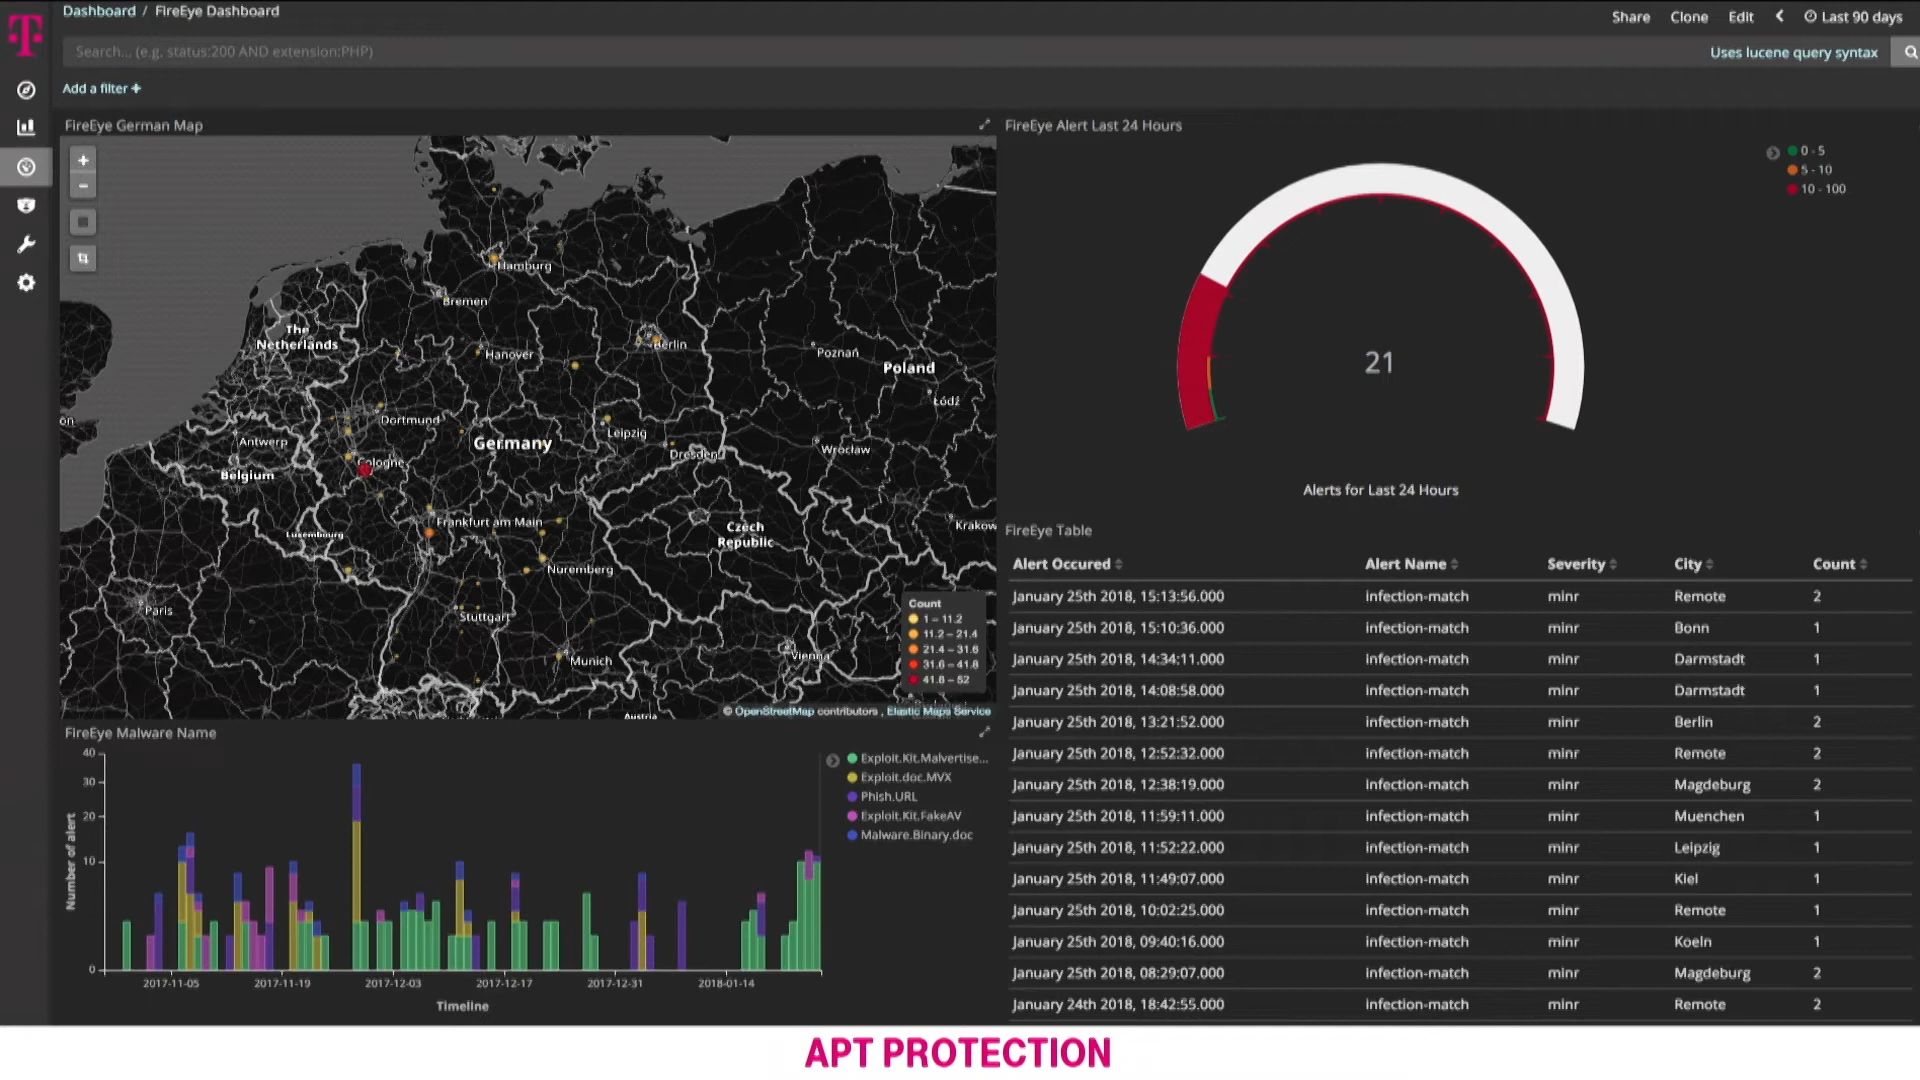 Dashboard / FireEye Dashboard
Share Clone Edit Last 90 days
Search... (e.g. status:200 AND extension:PHP)
Uses lucene query syntax
Add a filter +
FireEye German Map
+
−
Hamburg
Bremen
The
Netherlands
Hanover
Berlin
Poznań
Poland
Łódź
Dortmund
Antwerp
Germany
Leipzig
Dresden
Wrocław
Cologne
Belgium
Frankfurt am Main
Czech
Republic
Krakow
Luxembourg
Nuremberg
Paris
Stuttgart
Munich
Vienna
Austria
Count
1 – 11.2
11.2 – 21.4
21.4 – 31.6
31.6 – 41.8
41.8 – 52
© OpenStreetMap contributors , Elastic Maps Service
FireEye Alert Last 24 Hours
0 - 5
5 - 10
10 - 100
21
Alerts for Last 24 Hours
FireEye Malware Name
Number of alert
40
30
20
10
0
2017-11-05 2017-11-19 2017-12-03 2017-12-17 2017-12-31 2018-01-14
Timeline
Exploit.Kit.Malvertise...
Exploit.doc.MVX
Phish.URL
Exploit.Kit.FakeAV
Malware.Binary.doc
FireEye Table
Alert Occured Alert Name Severity City Count
January 25th 2018, 15:13:56.000 infection-match minr Remote 2
January 25th 2018, 15:10:36.000 infection-match minr Bonn 1
January 25th 2018, 14:34:11.000 infection-match minr Darmstadt 1
January 25th 2018, 14:08:58.000 infection-match minr Darmstadt 1
January 25th 2018, 13:21:52.000 infection-match minr Berlin 2
January 25th 2018, 12:52:32.000 infection-match minr Remote 2
January 25th 2018, 12:38:19.000 infection-match minr Magdeburg 2
January 25th 2018, 11:59:11.000 infection-match minr Muenchen 1
January 25th 2018, 11:52:22.000 infection-match minr Leipzig 1
January 25th 2018, 11:49:07.000 infection-match minr Kiel 1
January 25th 2018, 10:02:25.000 infection-match minr Remote 1
January 25th 2018, 09:40:16.000 infection-match minr Koeln 1
January 25th 2018, 08:29:07.000 infection-match minr Magdeburg 2
January 24th 2018, 18:42:55.000 infection-match minr Remote 2
APT PROTECTION